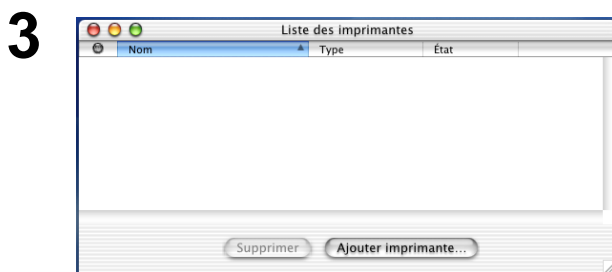 3
Liste des imprimantes
Nom Type État
Supprimer Ajouter imprimante...